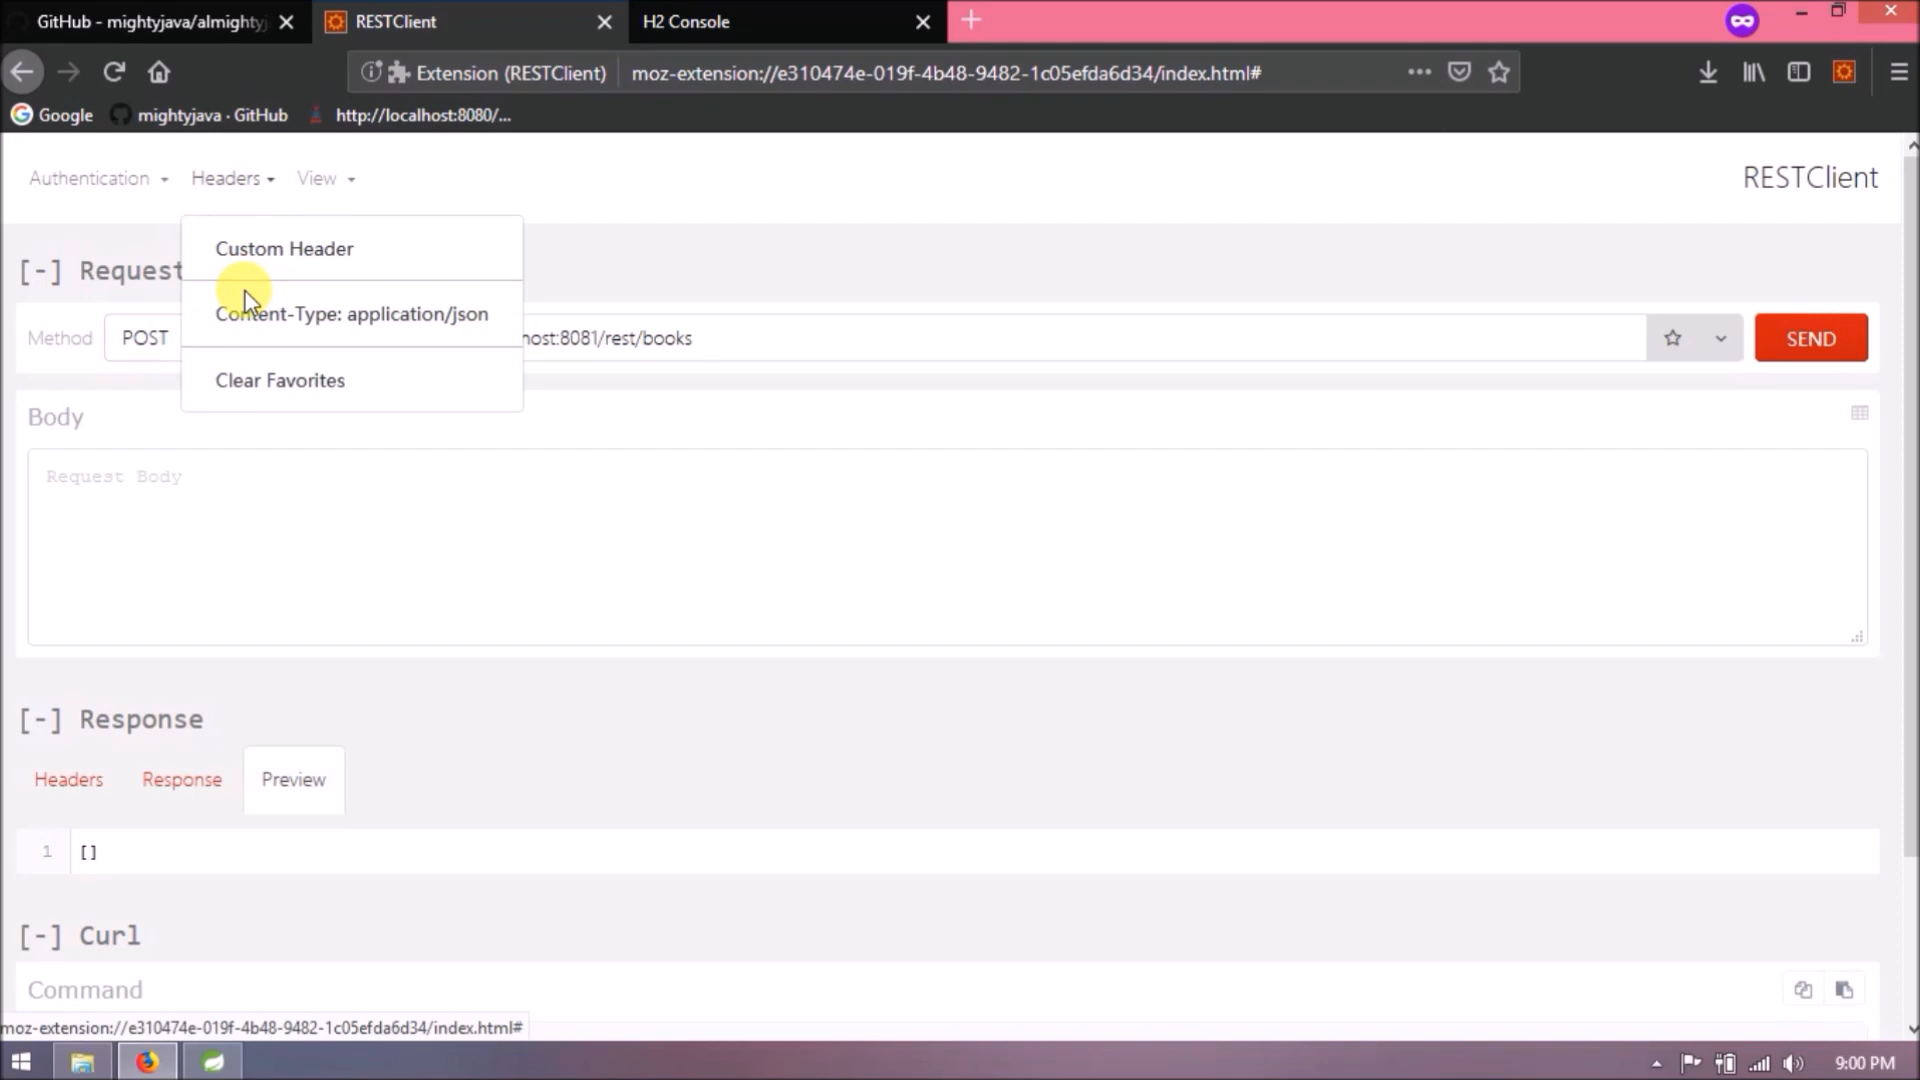 GitHub - mightyjava/almightyj
RESTClient
H2 Console
Extension (RESTClient)
moz-extension://e310474e-019f-4b48-9482-1c05efda6d34/index.html#
Google
mightyjava · GitHub
http://localhost:8080/...
Authentication
Headers
View
RESTClient
Custom Header
[-] Request
Content-Type: application/json
Method
POST
host:8081/rest/books
SEND
Clear Favorites
Body
Request Body
[-] Response
Headers
Response
Preview
1
[]
[-] Curl
Command
moz-extension://e310474e-019f-4b48-9482-1c05efda6d34/index.html#
9:00 PM